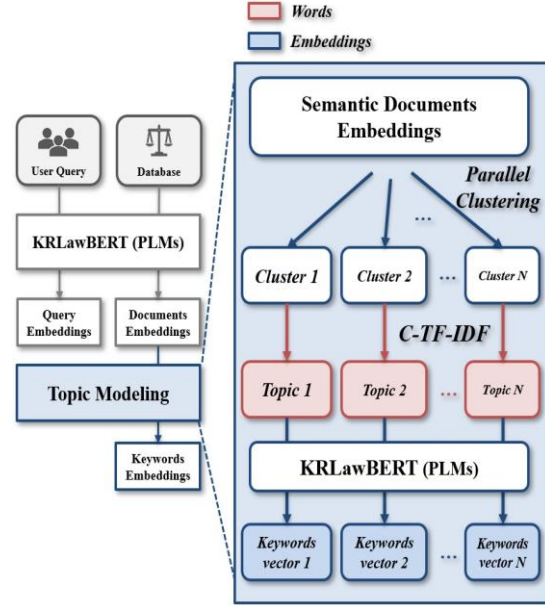 Words
Embeddings
User Query
Database
KRLawBERT (PLMs)
Query
Embeddings
Documents
Embeddings
Topic Modeling
Keywords
Embeddings
Semantic Documents
Embeddings
Parallel
Clustering
...
Cluster 1
Cluster 2
...
Cluster N
C-TF-IDF
Topic 1
Topic 2
...
Topic N
KRLawBERT (PLMs)
Keywords
vector 1
Keywords
vector 2
...
Keywords
vector N